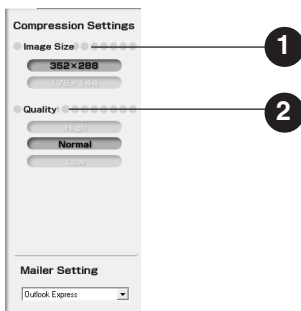 Compression Settings
Image Size
1
352×288
176×144
Quality
2
High
Normal
Low
Mailer Setting
Outlook Express